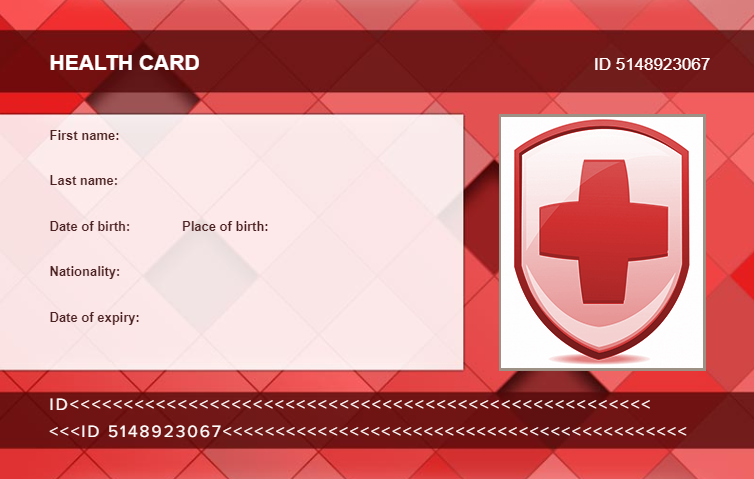 HEALTH CARD
ID 5148923067
First name:
Last name:
Date of birth: Place of birth:
Nationality:
Date of expiry:
ID<<<<<<<<<<<<<<<<<<<<<<<<<<<<<<<<<<<<<<<<<<<<<<<<<<<<<<
<<<ID 5148923067<<<<<<<<<<<<<<<<<<<<<<<<<<<<<<<<<<<<<<<<<<<